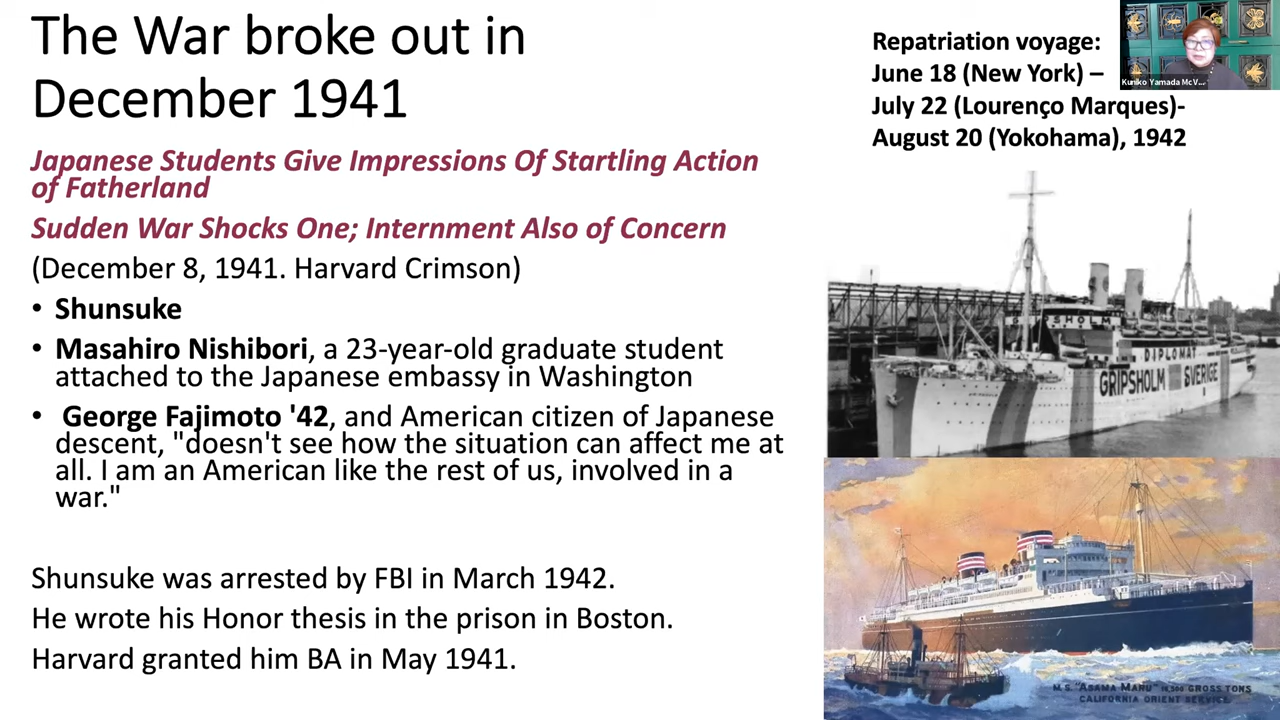 The War broke out in
December 1941
Japanese Students Give Impressions Of Startling Action
of Fatherland
Sudden War Shocks One; Internment Also of Concern
(December 8, 1941. Harvard Crimson)
• Shunsuke
• Masahiro Nishibori, a 23-year-old graduate student
attached to the Japanese embassy in Washington
• George Fajimoto '42, and American citizen of Japanese
descent, "doesn't see how the situation can affect me at
all. I am an American like the rest of us, involved in a
war."
Shunsuke was arrested by FBI in March 1942.
He wrote his Honor thesis in the prison in Boston.
Harvard granted him BA in May 1941.
Repatriation voyage:
June 18 (New York) –
July 22 (Lourenço Marques)-
August 20 (Yokohama), 1942
Kuniko Yamada McV...
GRIPSHOLM
DIPLOMAT
GRIPSHOLM SVERIGE
M.S. "ASAMA MARU" 16,500 GROSS TONS
CALIFORNIA ORIENT SERVICE.